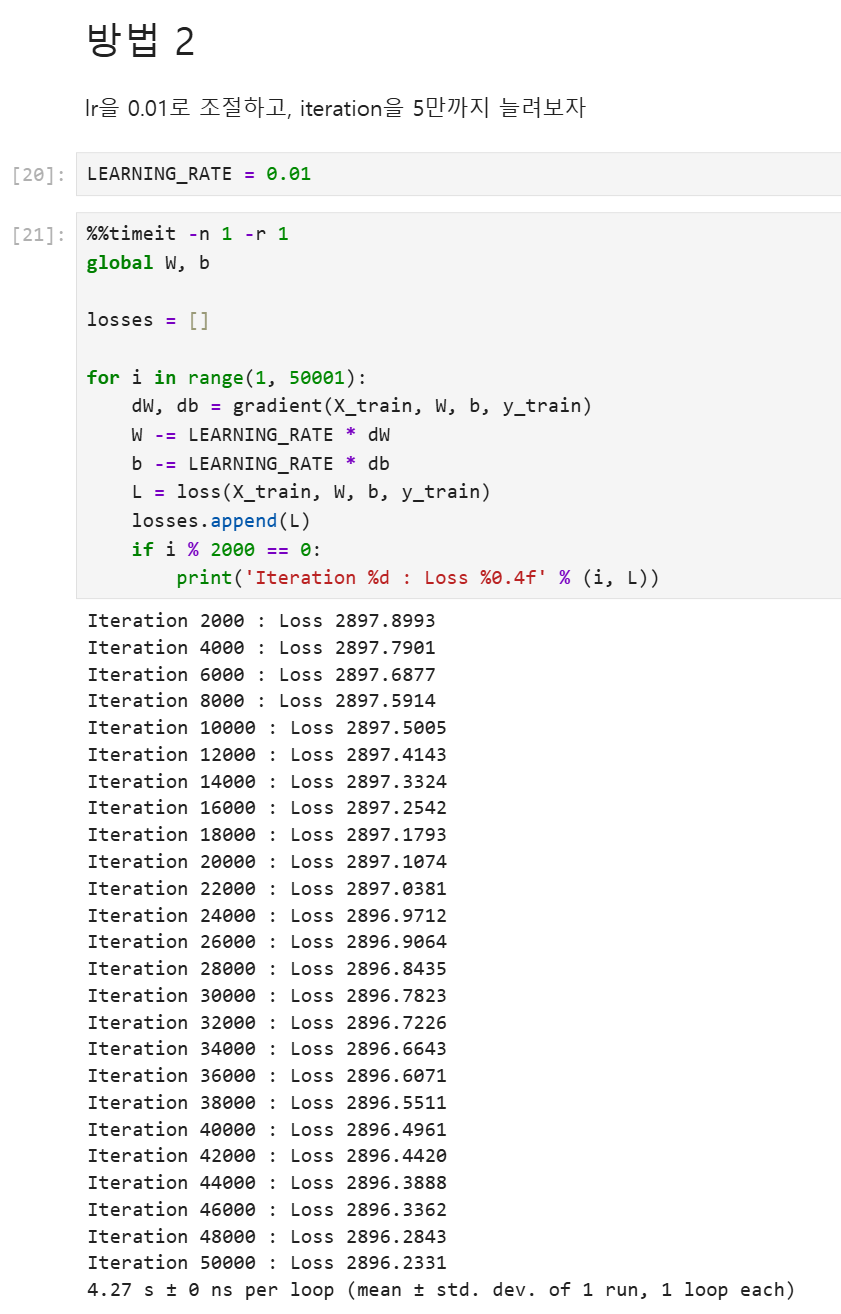 방법 2
lr을 0.01로 조절하고, iteration을 5만까지 늘려보자
[20]: LEARNING_RATE = 0.01
[21]: %%timeit -n 1 -r 1
global W, b
losses = []
for i in range(1, 50001):
    dW, db = gradient(X_train, W, b, y_train)
    W -= LEARNING_RATE * dW
    b -= LEARNING_RATE * db
    L = loss(X_train, W, b, y_train)
    losses.append(L)
    if i % 2000 == 0:
        print('Iteration %d : Loss %0.4f' % (i, L))
Iteration 2000 : Loss 2897.8993
Iteration 4000 : Loss 2897.7901
Iteration 6000 : Loss 2897.6877
Iteration 8000 : Loss 2897.5914
Iteration 10000 : Loss 2897.5005
Iteration 12000 : Loss 2897.4143
Iteration 14000 : Loss 2897.3324
Iteration 16000 : Loss 2897.2542
Iteration 18000 : Loss 2897.1793
Iteration 20000 : Loss 2897.1074
Iteration 22000 : Loss 2897.0381
Iteration 24000 : Loss 2896.9712
Iteration 26000 : Loss 2896.9064
Iteration 28000 : Loss 2896.8435
Iteration 30000 : Loss 2896.7823
Iteration 32000 : Loss 2896.7226
Iteration 34000 : Loss 2896.6643
Iteration 36000 : Loss 2896.6071
Iteration 38000 : Loss 2896.5511
Iteration 40000 : Loss 2896.4961
Iteration 42000 : Loss 2896.4420
Iteration 44000 : Loss 2896.3888
Iteration 46000 : Loss 2896.3362
Iteration 48000 : Loss 2896.2843
Iteration 50000 : Loss 2896.2331
4.27 s ± 0 ns per loop (mean ± std. dev. of 1 run, 1 loop each)